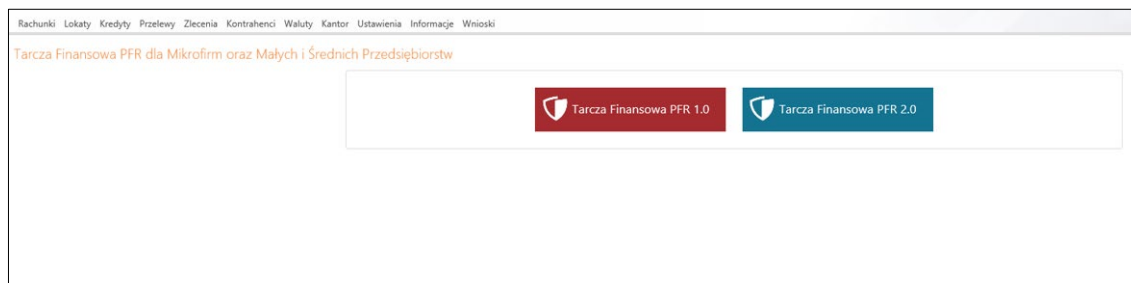 Rachunki Lokaty Kredyty Przelewy Zlecenia Kontrahenci Waluty Kantor Ustawienia Informacje Wnioski
Tarcza Finansowa PFR dla Mikrofirm oraz Małych i Średnich Przedsiębiorstw
Tarcza Finansowa PFR 1.0 Tarcza Finansowa PFR 2.0